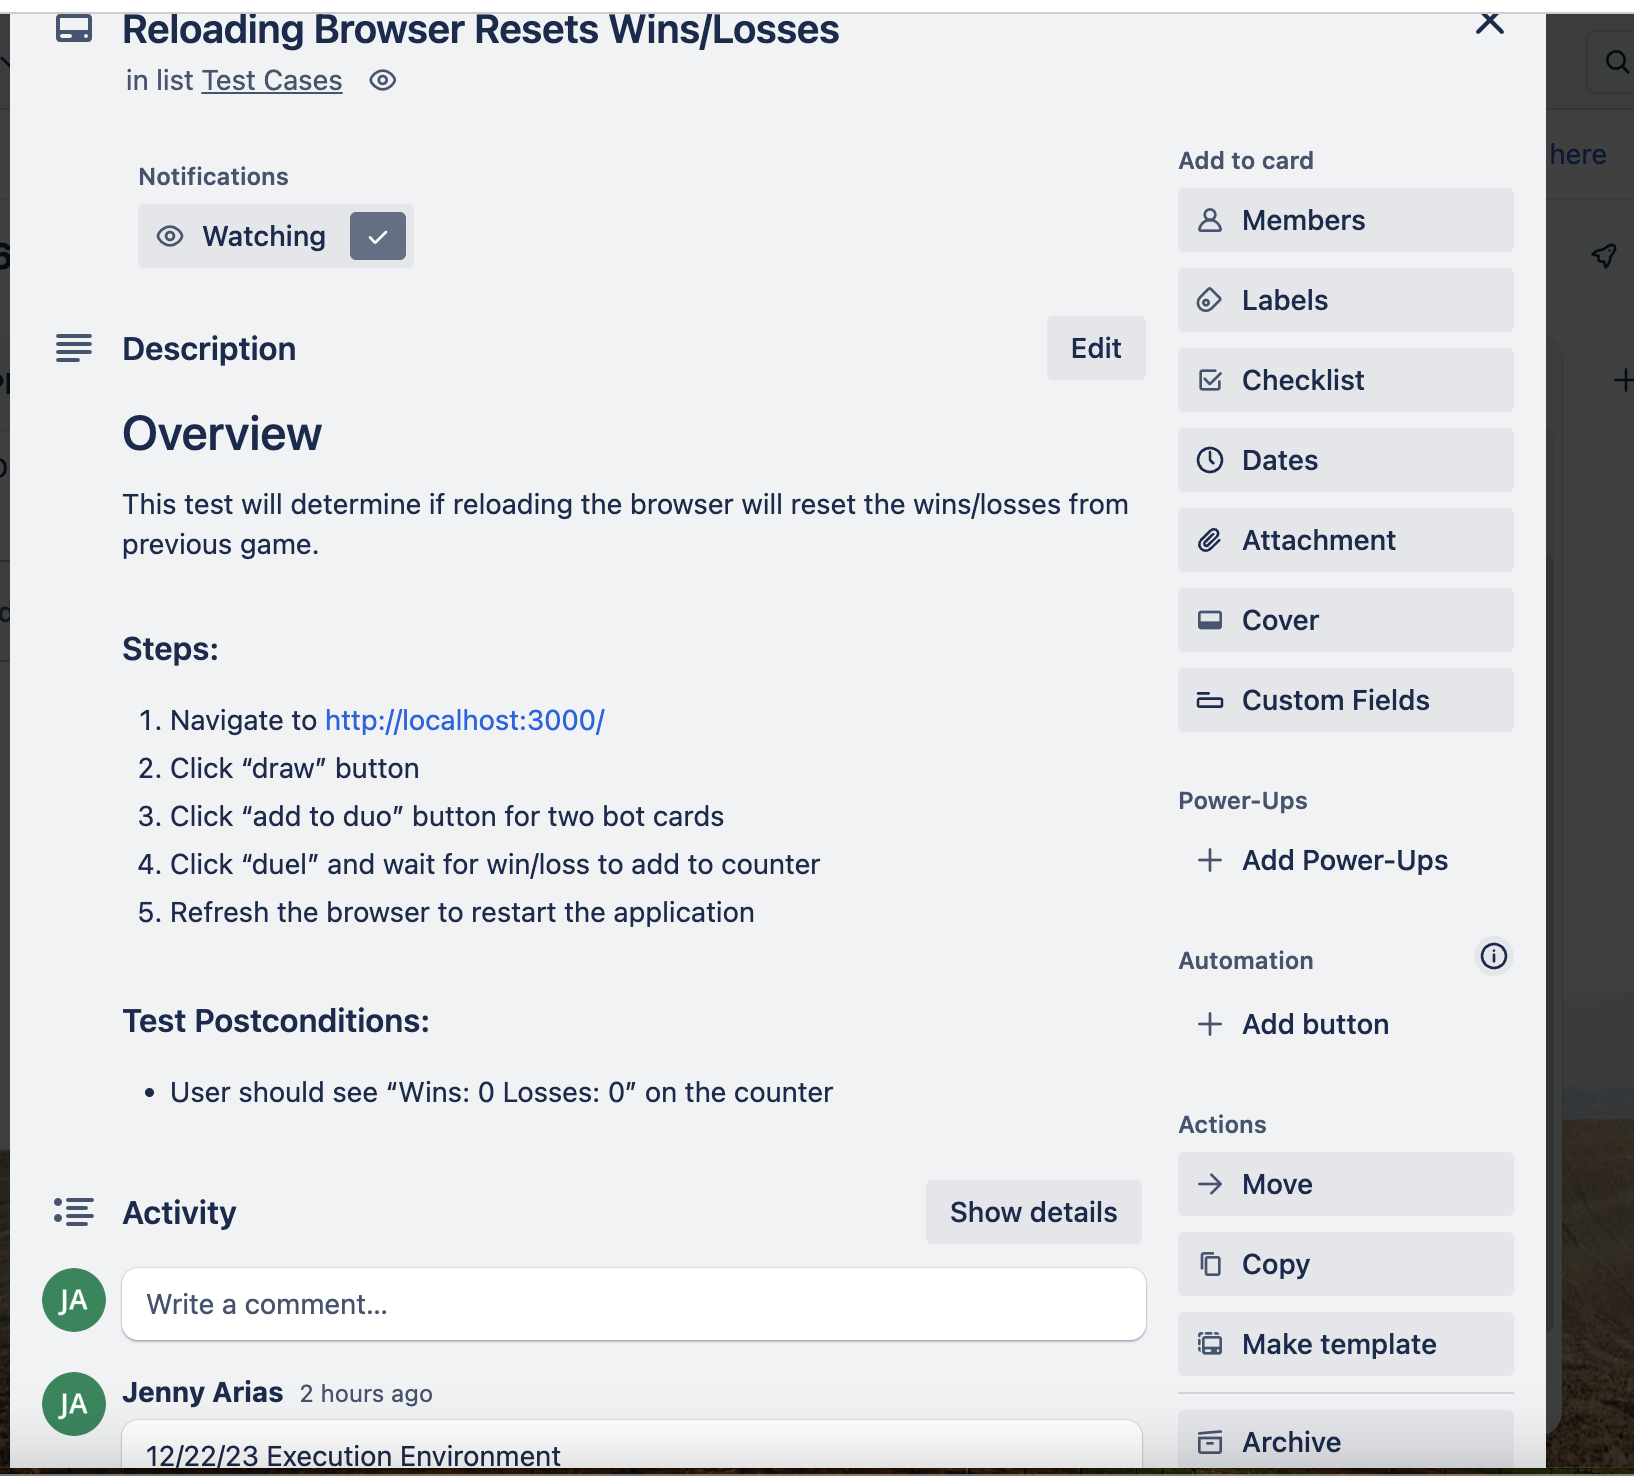 Reloading Browser Resets Wins/Losses
in list Test Cases
here
Notifications
Watching
Description
Edit
Overview
This test will determine if reloading the browser will reset the wins/losses from
previous game.
Steps:
1. Navigate to http://localhost:3000/
2. Click “draw” button
3. Click “add to duo” button for two bot cards
4. Click “duel” and wait for win/loss to add to counter
5. Refresh the browser to restart the application
Test Postconditions:
• User should see “Wins: 0 Losses: 0” on the counter
Activity
Show details
JA
Write a comment...
JA
Jenny Arias 2 hours ago
12/22/23 Execution Environment
Add to card
Members
Labels
Checklist
Dates
Attachment
Cover
Custom Fields
Power-Ups
+ Add Power-Ups
Automation
+ Add button
Actions
Move
Copy
Make template
Archive